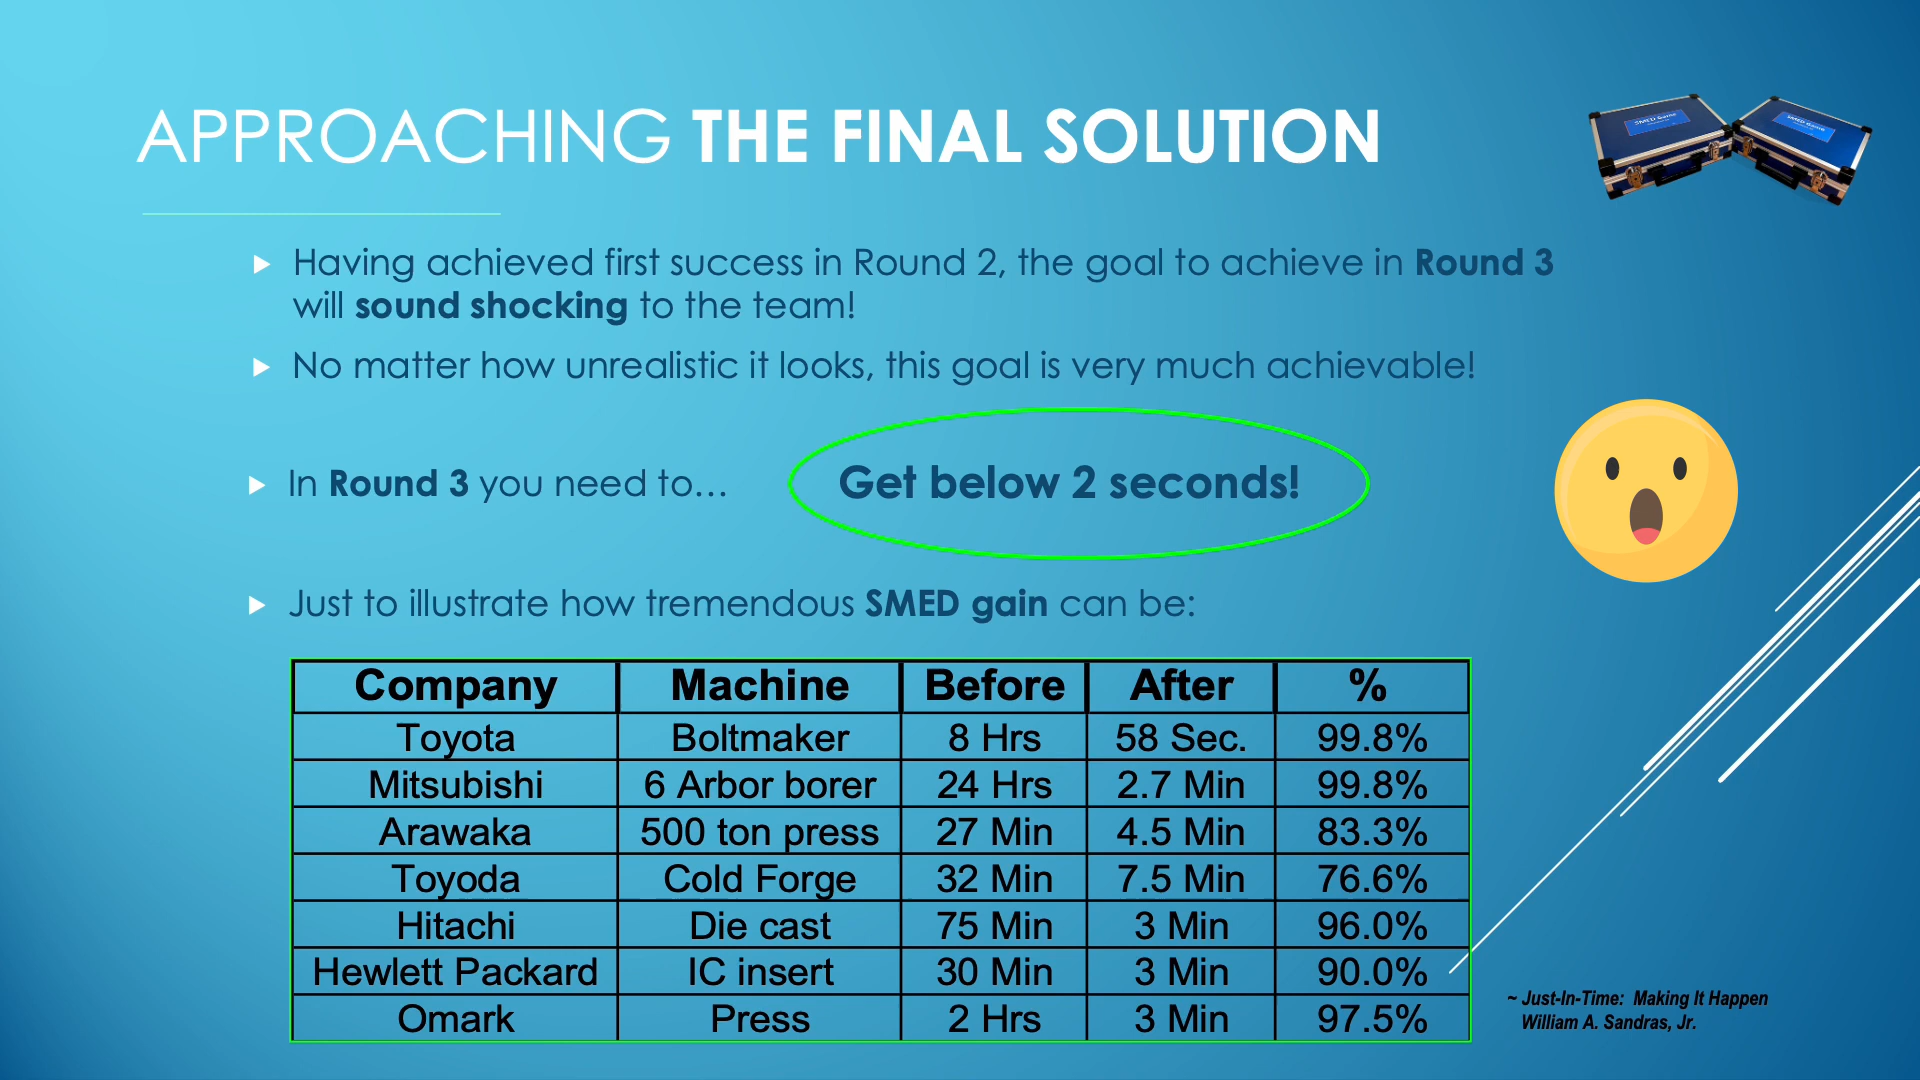 APPROACHING THE FINAL SOLUTION
SMED Game
SMED Game
Having achieved first success in Round 2, the goal to achieve in Round 3
will sound shocking to the team!
No matter how unrealistic it looks, this goal is very much achievable!
In Round 3 you need to… Get below 2 seconds!
Just to illustrate how tremendous SMED gain can be:
Company Machine Before After %
Toyota Boltmaker 8 Hrs 58 Sec. 99.8%
Mitsubishi 6 Arbor borer 24 Hrs 2.7 Min 99.8%
Arawaka 500 ton press 27 Min 4.5 Min 83.3%
Toyoda Cold Forge 32 Min 7.5 Min 76.6%
Hitachi Die cast 75 Min 3 Min 96.0%
Hewlett Packard IC insert 30 Min 3 Min 90.0%
Omark Press 2 Hrs 3 Min 97.5%
~ Just-In-Time: Making It Happen
William A. Sandras, Jr.